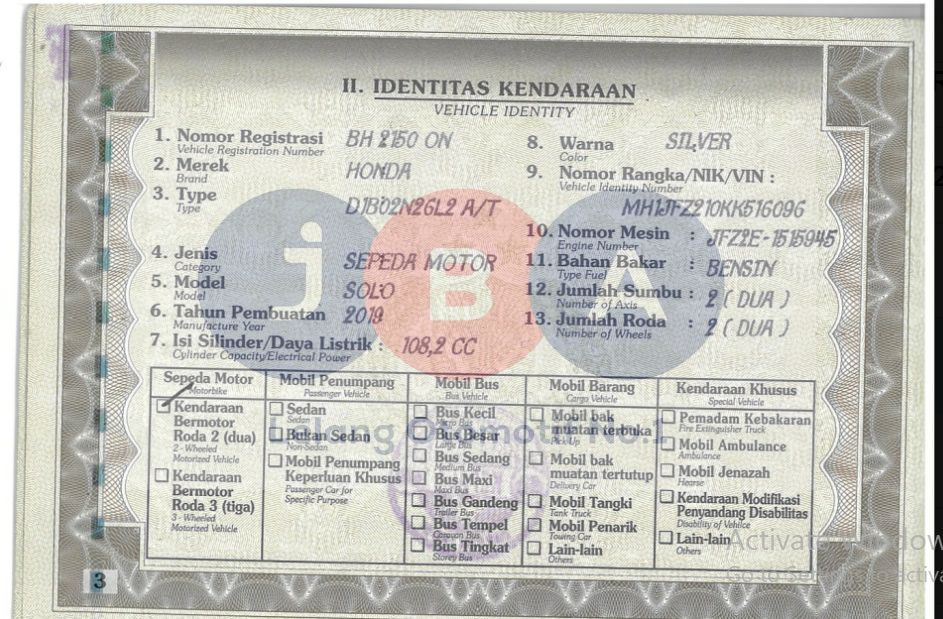 II. IDENTITAS KENDARAAN
VEHICLE IDENTITY
1. Nomor Registrasi BH 2150 ON
Vehicle Registration Number
2. Merek HONDA
Brand
3. Type D1B02N26L2 A/T
Type
4. Jenis SEPEDA MOTOR
Category
5. Model SOLO
Model
6. Tahun Pembuatan 2019
Manufacture Year
7. Isi Silinder/Daya Listrik : 108,2 CC
Cylinder Capacity/Electrical Power
8. Warna SILVER
Color
9. Nomor Rangka/NIK/VIN :
Vehicle Identity Number
MH1JFZ210KK516096
10. Nomor Mesin : JFZ2E-1515945
Engine Number
11. Bahan Bakar : BENSIN
Type Fuel
12. Jumlah Sumbu : 2 ( DUA )
Number of Axis
13. Jumlah Roda : 2 ( DUA )
Number of Wheels
jBA
Lelang Otomotif No.1
Sepeda Motor
Motorbike
Kendaraan
Bermotor
Roda 2 (dua)
2 - Wheeled
Motorized Vehicle
Kendaraan
Bermotor
Roda 3 (tiga)
3 - Wheeled
Motorized Vehicle
Mobil Penumpang
Passenger Vehicle
Sedan
Sedan
Bukan Sedan
Non-Sedan
Mobil Penumpang
Keperluan Khusus
Passenger Car for
Specific Purpose
Mobil Bus
Bus Vehicle
Bus Kecil
Micro Bus
Bus Besar
Large Bus
Bus Sedang
Medium Bus
Bus Maxi
Maxi Bus
Bus Gandeng
Trailer Bus
Bus Tempel
Caravan Bus
Bus Tingkat
Storey Bus
Mobil Barang
Cargo Vehicle
Mobil bak
muatan terbuka
Pick Up
Mobil bak
muatan tertutup
Delivery Car
Mobil Tangki
Tank Truck
Mobil Penarik
Towing Car
Lain-lain
Others
Kendaraan Khusus
Special Vehicle
Pemadam Kebakaran
Fire Extinguisher Truck
Mobil Ambulance
Ambulance
Mobil Jenazah
Hearse
Kendaraan Modifikasi
Penyandang Disabilitas
Disability of Vehilce
Lain-lain
Others
Activate
Go to Se
activa
3